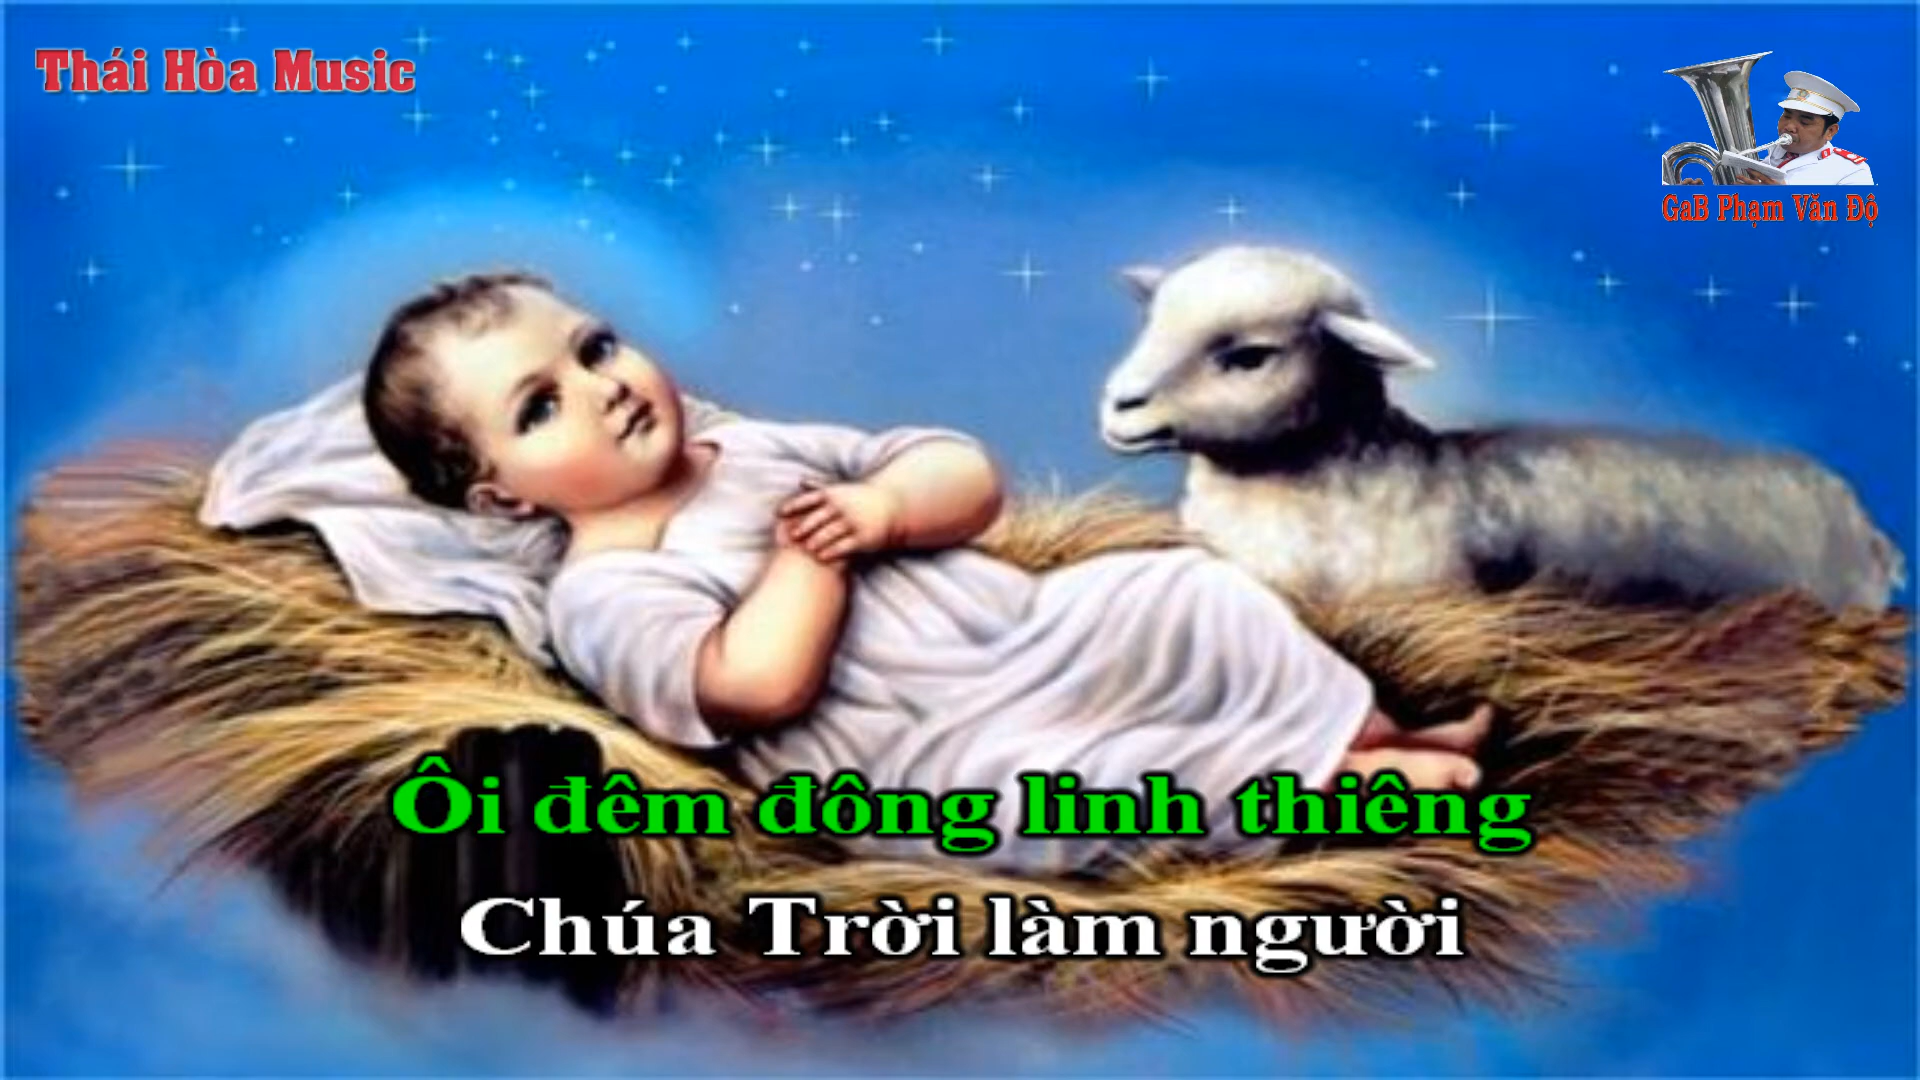 Thái Hòa Music
GaB Phạm Văn Độ
Ôi đêm đông linh thiêng
Chúa Trời làm người